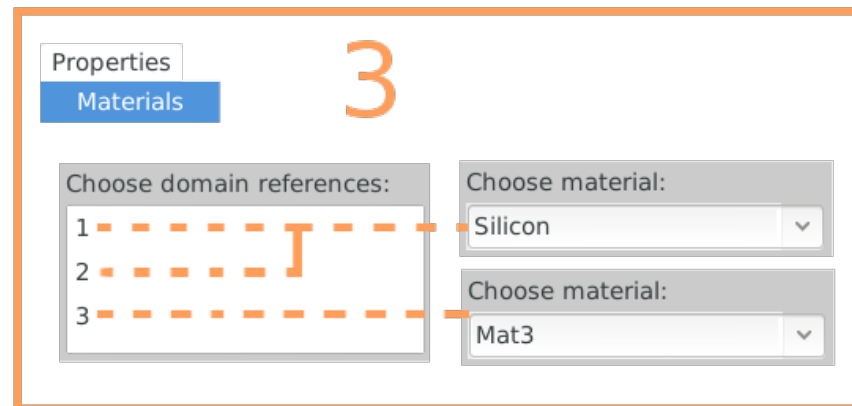 Properties
Materials
3
Choose domain references:
1
2
3
Choose material:
Silicon
Choose material:
Mat3